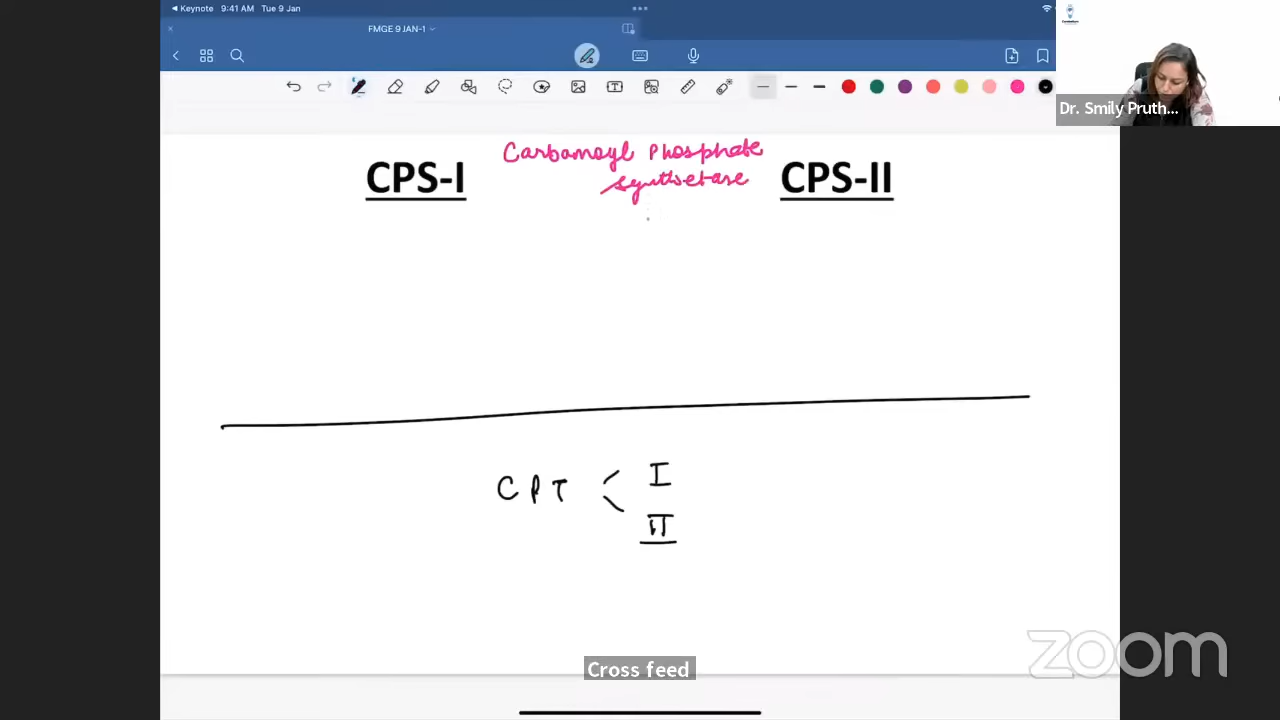 Keynote 9:41 AM Tue 9 Jan
FMGE 9 JAN-1
Dr. Smily Pruth...
Carbamoyl Phosphate
CPS-I synthetase CPS-II
I
CPT <
II
zoom
Cross feed